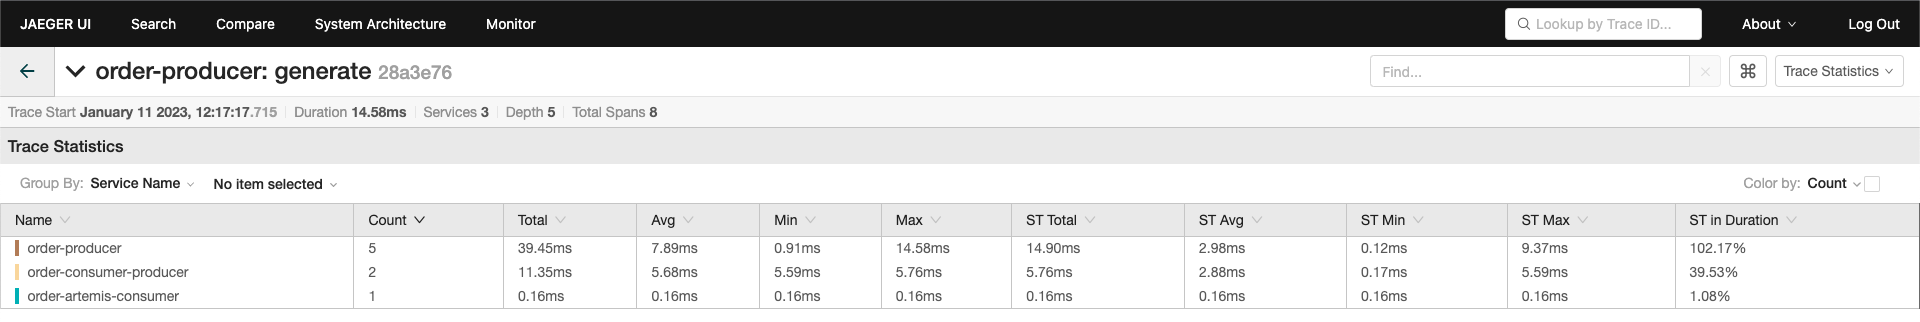 JAEGER UI Search Compare System Architecture Monitor Lookup by Trace ID... About Log Out
order-producer: generate 28a3e76 Find... ⌘ Trace Statistics
Trace Start January 11 2023, 12:17:17.715 Duration 14.58ms Services 3 Depth 5 Total Spans 8
Trace Statistics
Group By: Service Name No item selected Color by: Count
Name Count Total Avg Min Max ST Total ST Avg ST Min ST Max ST in Duration
order-producer 5 39.45ms 7.89ms 0.91ms 14.58ms 14.90ms 2.98ms 0.12ms 9.37ms 102.17%
order-consumer-producer 2 11.35ms 5.68ms 5.59ms 5.76ms 5.76ms 2.88ms 0.17ms 5.59ms 39.53%
order-artemis-consumer 1 0.16ms 0.16ms 0.16ms 0.16ms 0.16ms 0.16ms 0.16ms 0.16ms 1.08%